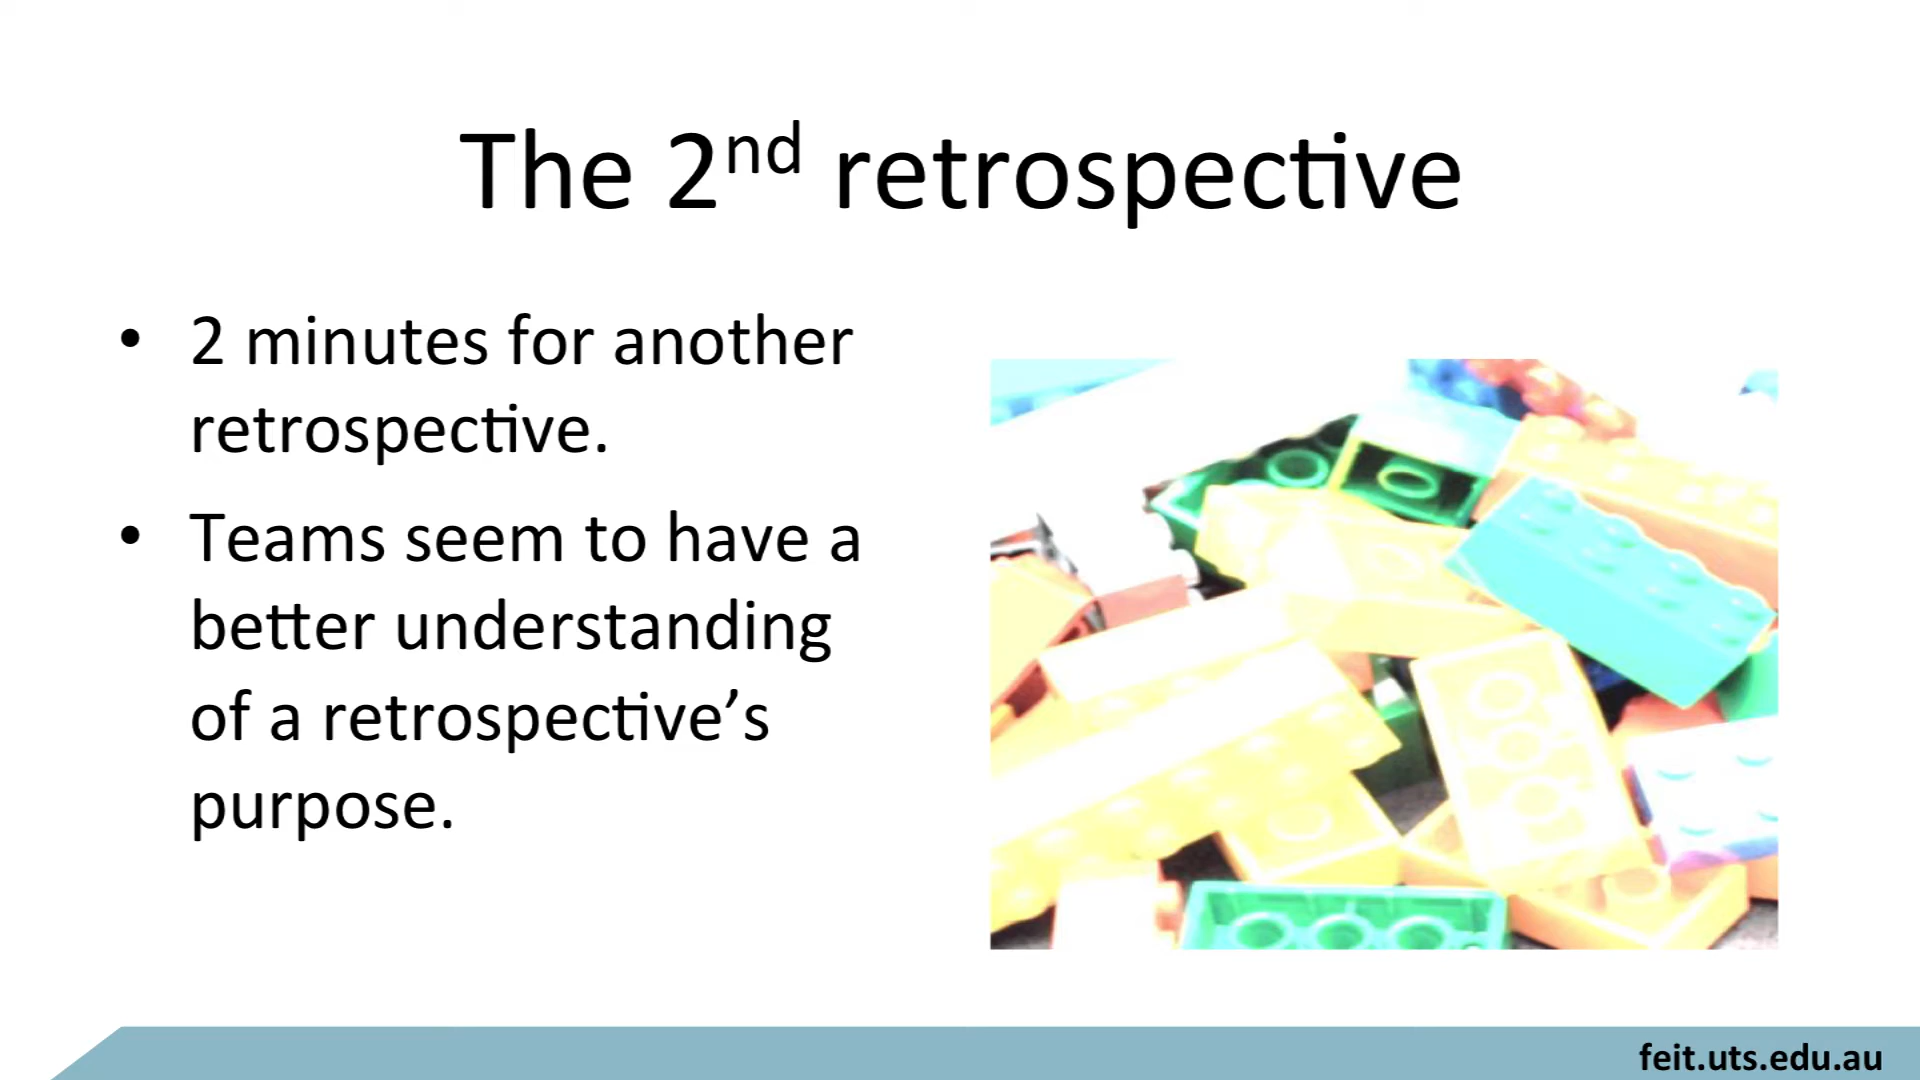 The 2nd retrospective
• 2 minutes for another
retrospective.
• Teams seem to have a
better understanding
of a retrospective’s
purpose.
feit.uts.edu.au